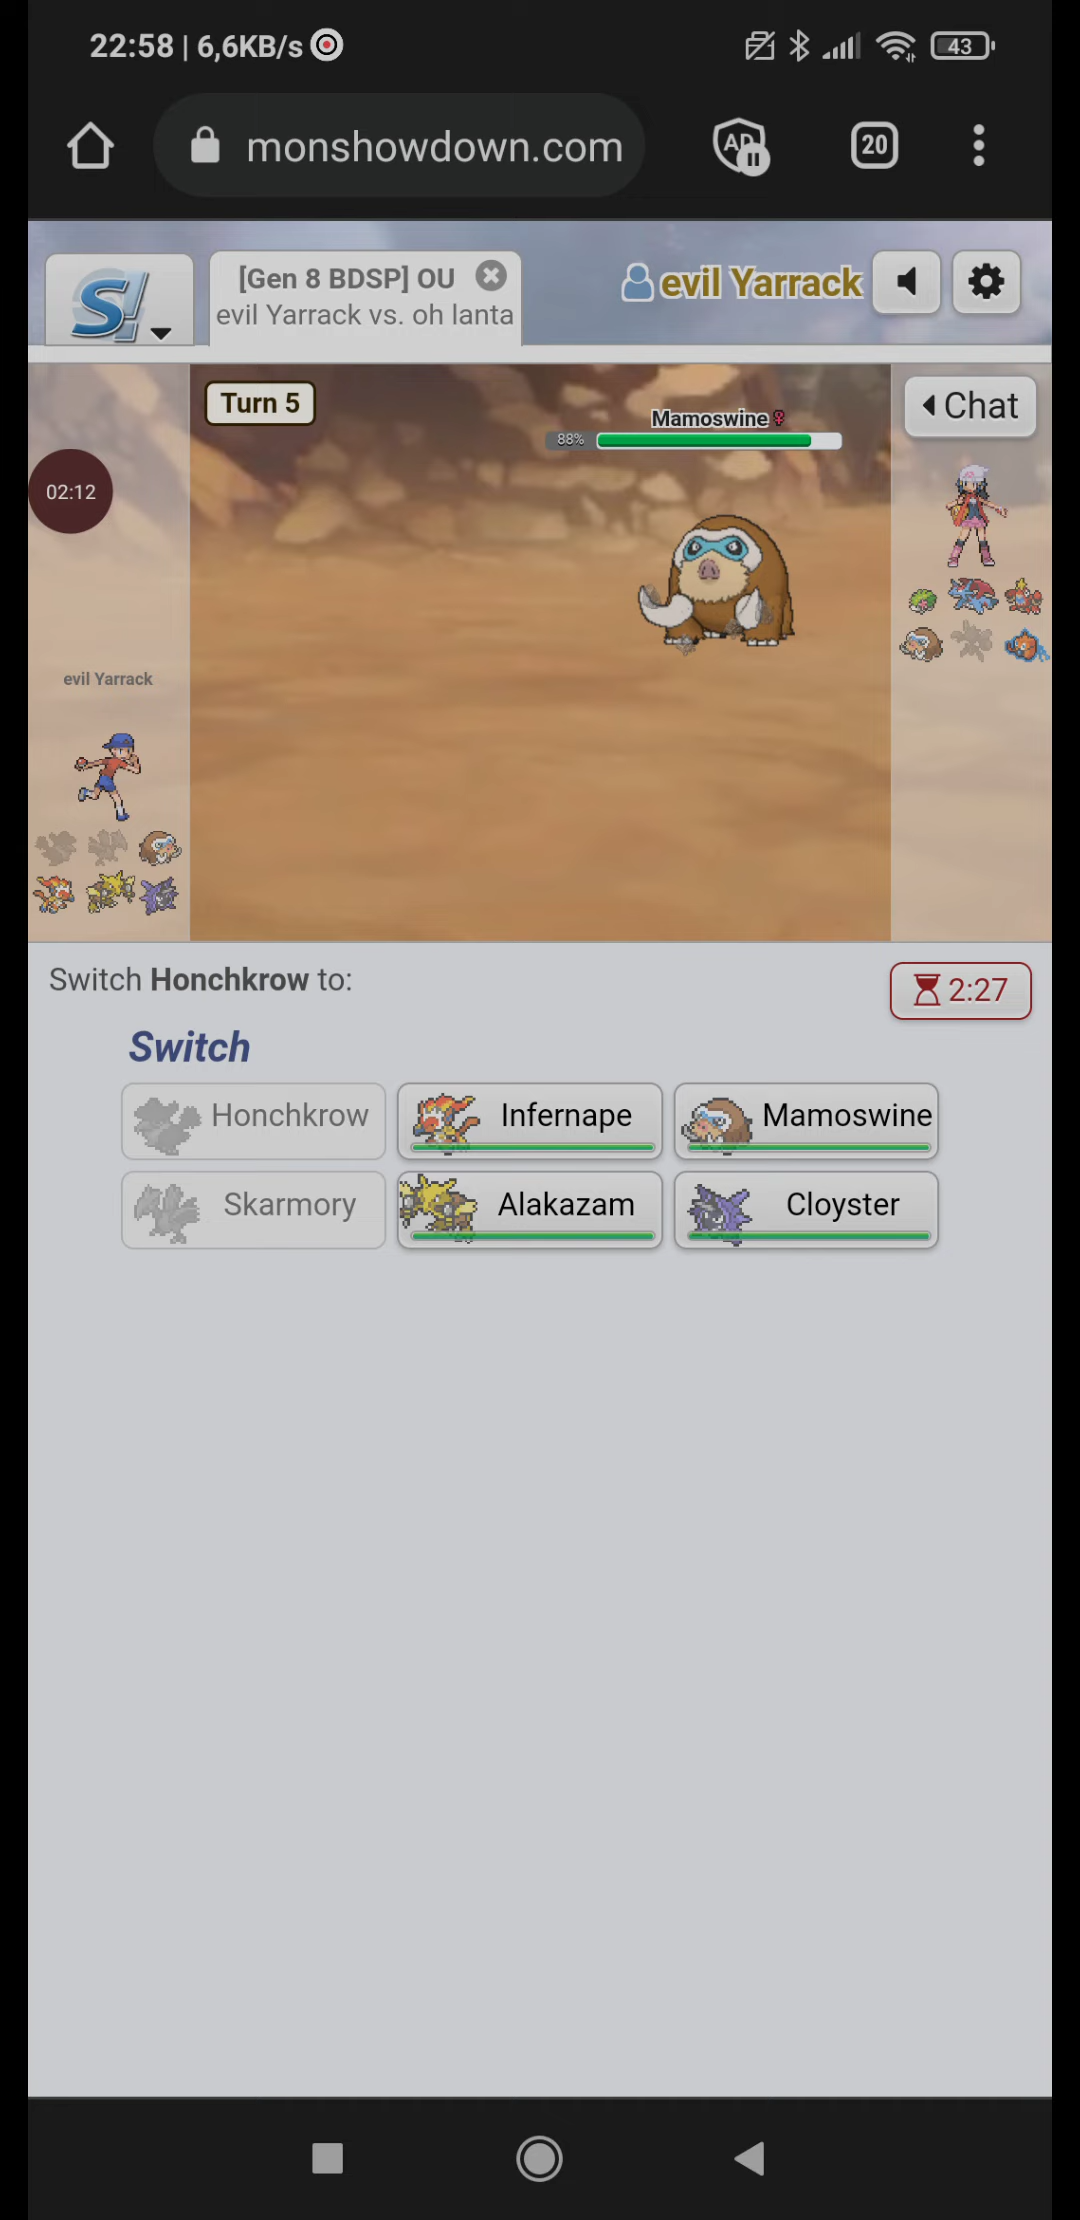 22:58 | 6,6KB/s
43
monshowdown.com
AD
20
S!
[Gen 8 BDSP] OU
evil Yarrack vs. oh lanta
evil Yarrack
Turn 5
Mamoswine
88%
Chat
02:12
evil Yarrack
Switch Honchkrow to:
2:27
Switch
Honchkrow
Infernape
Mamoswine
Skarmory
Alakazam
Cloyster